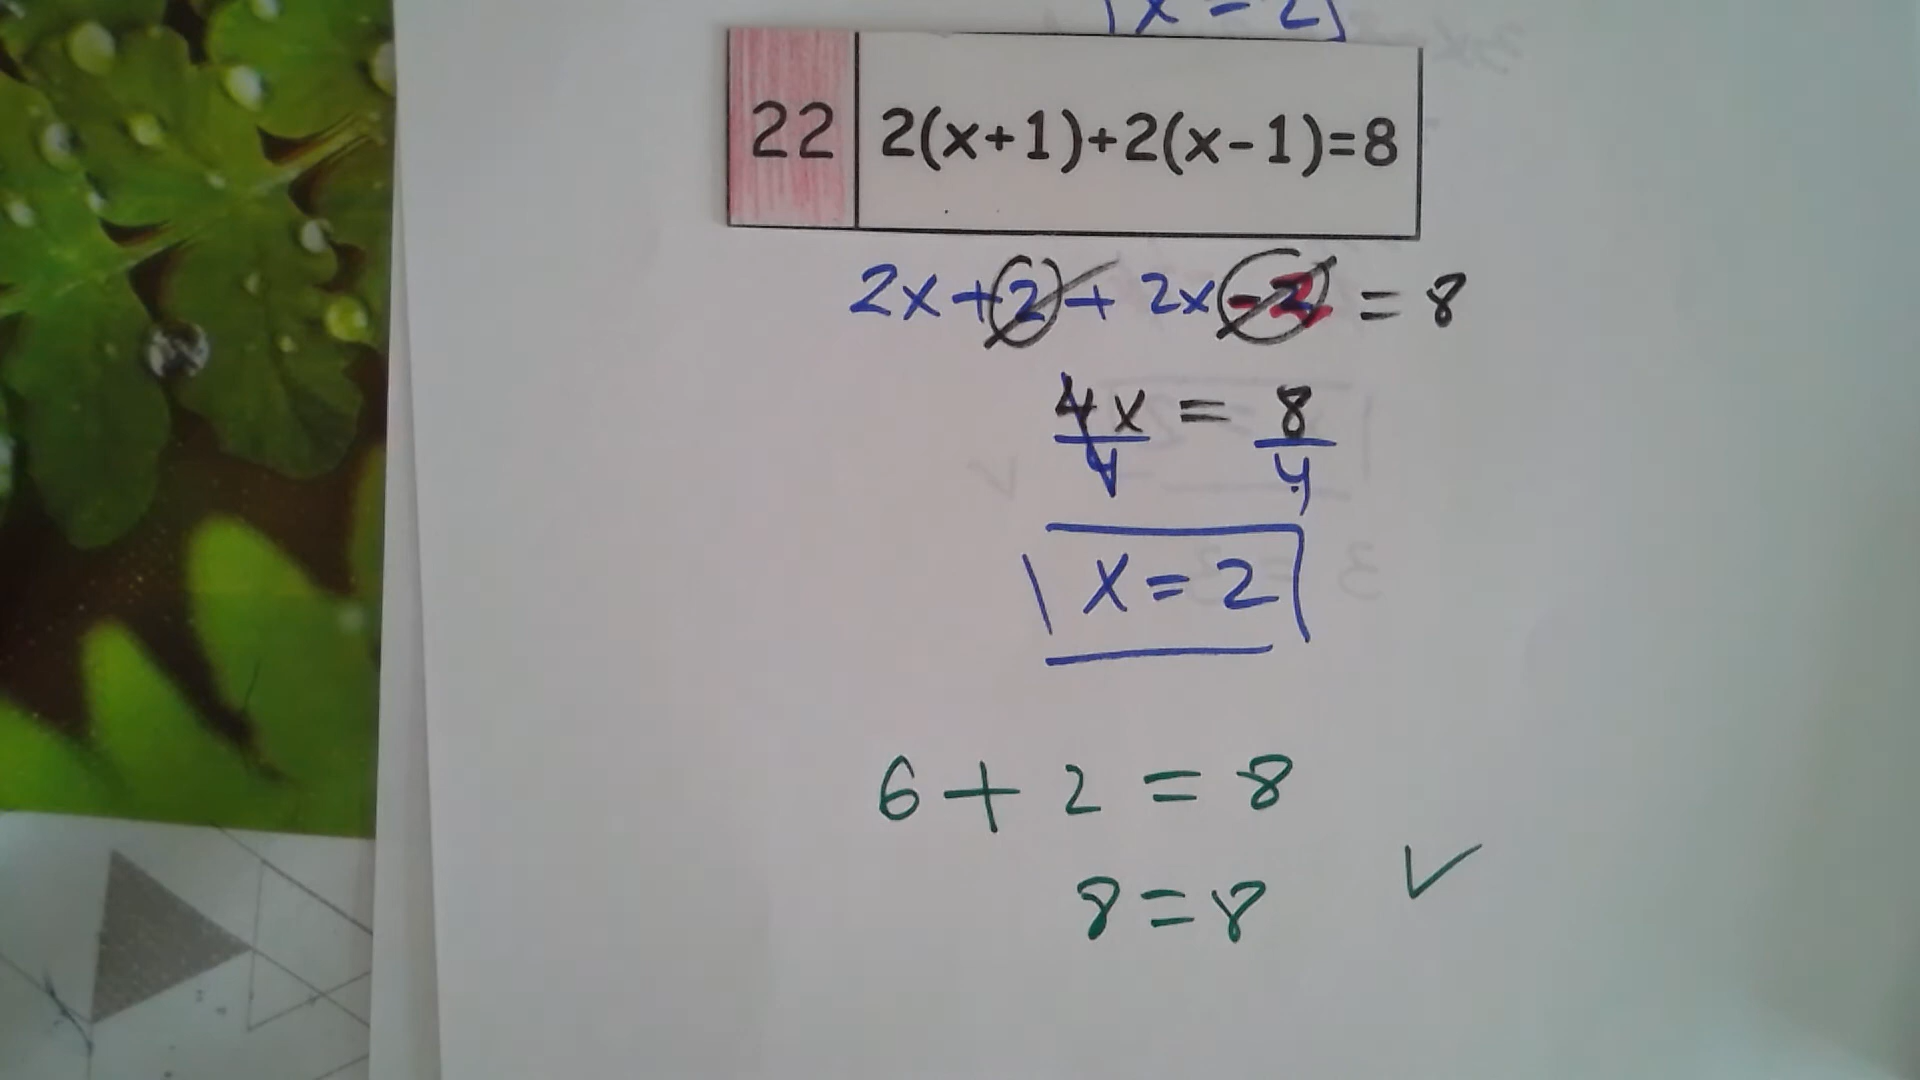 x = 2
22 2(x+1)+2(x-1)=8
2x+2+ 2x-2 = 8
4x = 8
4 4
x = 2
6 + 2 = 8
8 = 8 ✓